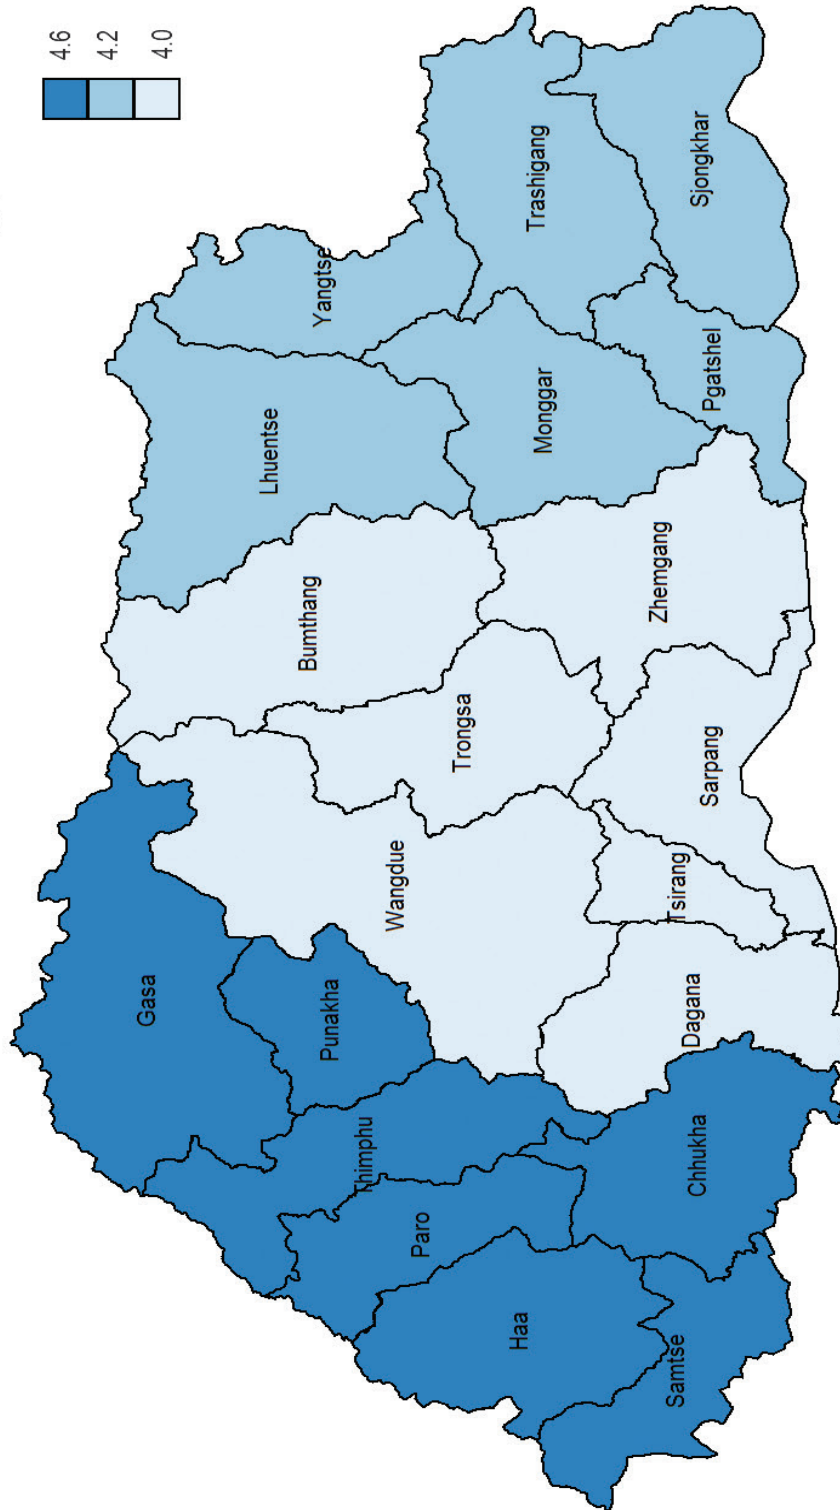 4.6
4.2
4.0
Gasa
Lhuentse
Bumthang
Yangtse
Punakha
Thimphu
Wangdue
Paro
Trongsa
Haa
Trashigang
Monggar
Zhemgang
Samtse
Tsirang
Dagana
Chhukha
Sjongkhar
Sarpang
Pgatshel